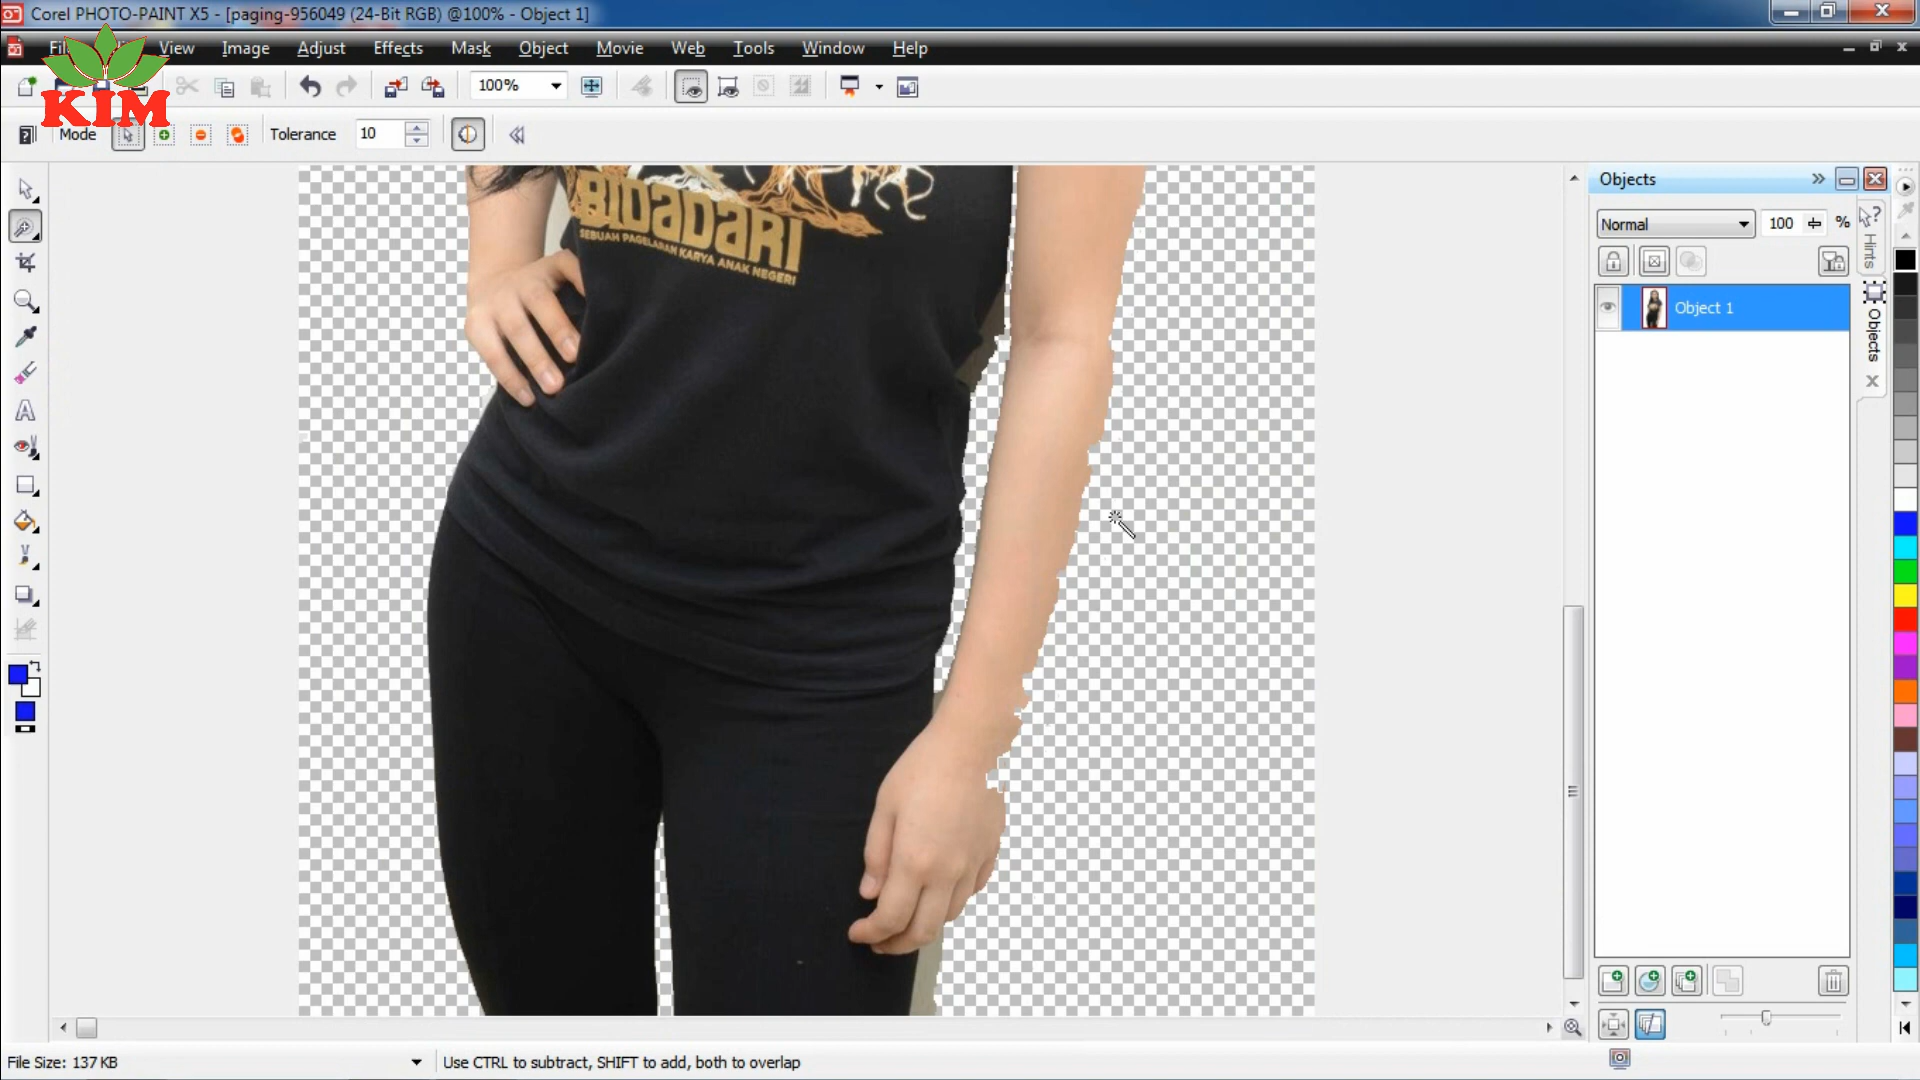 Corel PHOTO-PAINT X5 - [paging-956049 (24-Bit RGB) @100% - Object 1]
View Image Adjust Effects Mask Object Movie Web Tools Window Help
KIM
100%
Mode Tolerance 10
Objects
Normal 100 %
Hints
Objects
Object 1
BIDADARI
SEBUAH PAGELARAN KARYA ANAK NEGERI
File Size: 137 KB Use CTRL to subtract, SHIFT to add, both to overlap